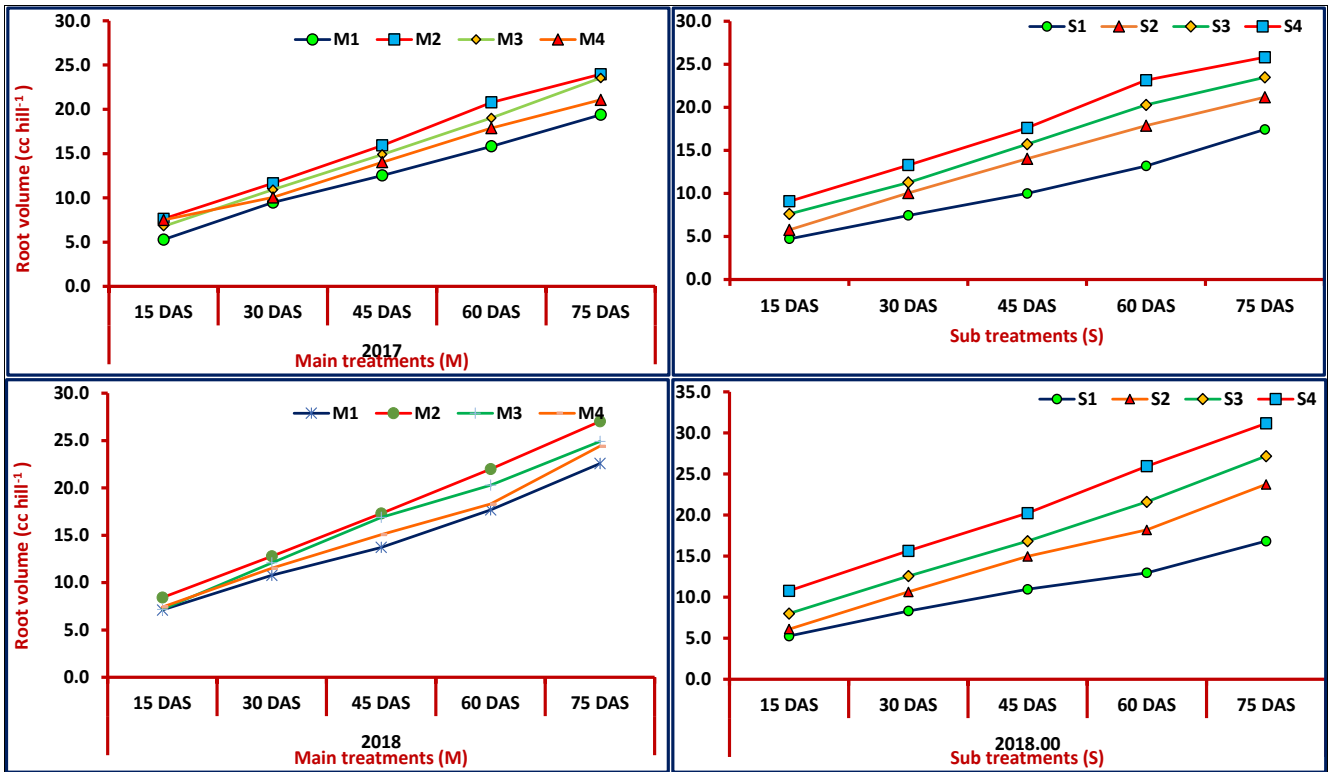 30.0
25.0
20.0
15.0
10.0
5.0
0.0
Root volume (cc hill-1 )
M1 M2 M3 M4
15 DAS 30 DAS 45 DAS 60 DAS 75 DAS
2017
Main treatments (M)
30.0
25.0
20.0
15.0
10.0
5.0
0.0
S1 S2 S3 S4
15 DAS 30 DAS 45 DAS 60 DAS 75 DAS
Sub treatments (S)
30.0
25.0
20.0
15.0
10.0
5.0
0.0
Root volume (cc hill-1 )
M1 M2 M3 M4
15 DAS 30 DAS 45 DAS 60 DAS 75 DAS
2018
Main treatments (M)
35.0
30.0
25.0
20.0
15.0
10.0
5.0
0.0
S1 S2 S3 S4
15 DAS 30 DAS 45 DAS 60 DAS 75 DAS
2018.00
Sub treatments (S)